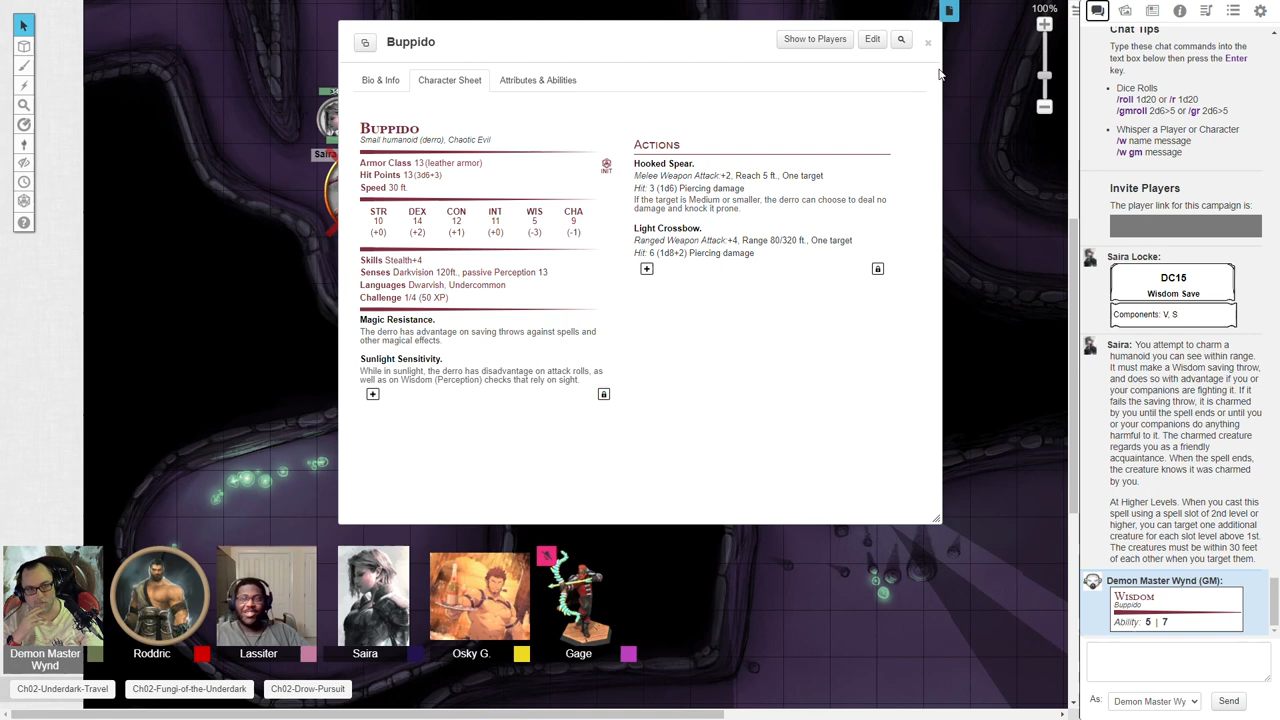 Buppido
Show to Players
Edit
Bio & Info
Character Sheet
Attributes & Abilities
BUPPIDO
Small humanoid (derro), Chaotic Evil
Armor Class 13 (leather armor)
Hit Points 13 (3d6+3)
INIT
Speed 30 ft.
STR DEX CON INT WIS CHA
10 14 12 11 5 9
(+0) (+2) (+1) (+0) (-3) (-1)
Skills Stealth+4
Senses Darkvision 120ft., passive Perception 13
Languages Dwarvish, Undercommon
Challenge 1/4 (50 XP)
Magic Resistance.
The derro has advantage on saving throws against spells and
other magical effects.
Sunlight Sensitivity.
While in sunlight, the derro has disadvantage on attack rolls, as
well as on Wisdom (Perception) checks that rely on sight.
ACTIONS
Hooked Spear.
Melee Weapon Attack:+2, Reach 5 ft., One target
Hit: 3 (1d6) Piercing damage
If the target is Medium or smaller, the derro can choose to deal no
damage and knock it prone.
Light Crossbow.
Ranged Weapon Attack:+4, Range 80/320 ft., One target
Hit: 6 (1d8+2) Piercing damage
Saira
100%
Demon Master
Wynd
Roddric
Lassiter
Saira
Osky G.
Gage
Ch02-Underdark-Travel
Ch02-Fungi-of-the-Underdark
Ch02-Drow-Pursuit
Chat Tips
Type these chat commands into the
text box below then press the Enter
key.
• Dice Rolls
/roll 1d20 or /r 1d20
/gmroll 2d6>5 or /gr 2d6>5
• Whisper a Player or Character
/w name message
/w gm message
Invite Players
The player link for this campaign is:
Saira Locke:
DC15
Wisdom Save
Components: V, S
Saira: You attempt to charm a
humanoid you can see within range.
It must make a Wisdom saving throw,
and does so with advantage if you or
your companions are fighting it. If it
fails the saving throw, it is charmed
by you until the spell ends or until you
or your companions do anything
harmful to it. The charmed creature
regards you as a friendly
acquaintance. When the spell ends,
the creature knows it was charmed
by you.
At Higher Levels. When you cast this
spell using a spell slot of 2nd level or
higher, you can target one additional
creature for each slot level above 1st.
The creatures must be within 30 feet
of each other when you target them.
Demon Master Wynd (GM):
WISDOM
Buppido
Ability: 5 | 7
As:
Demon Master Wy
Send